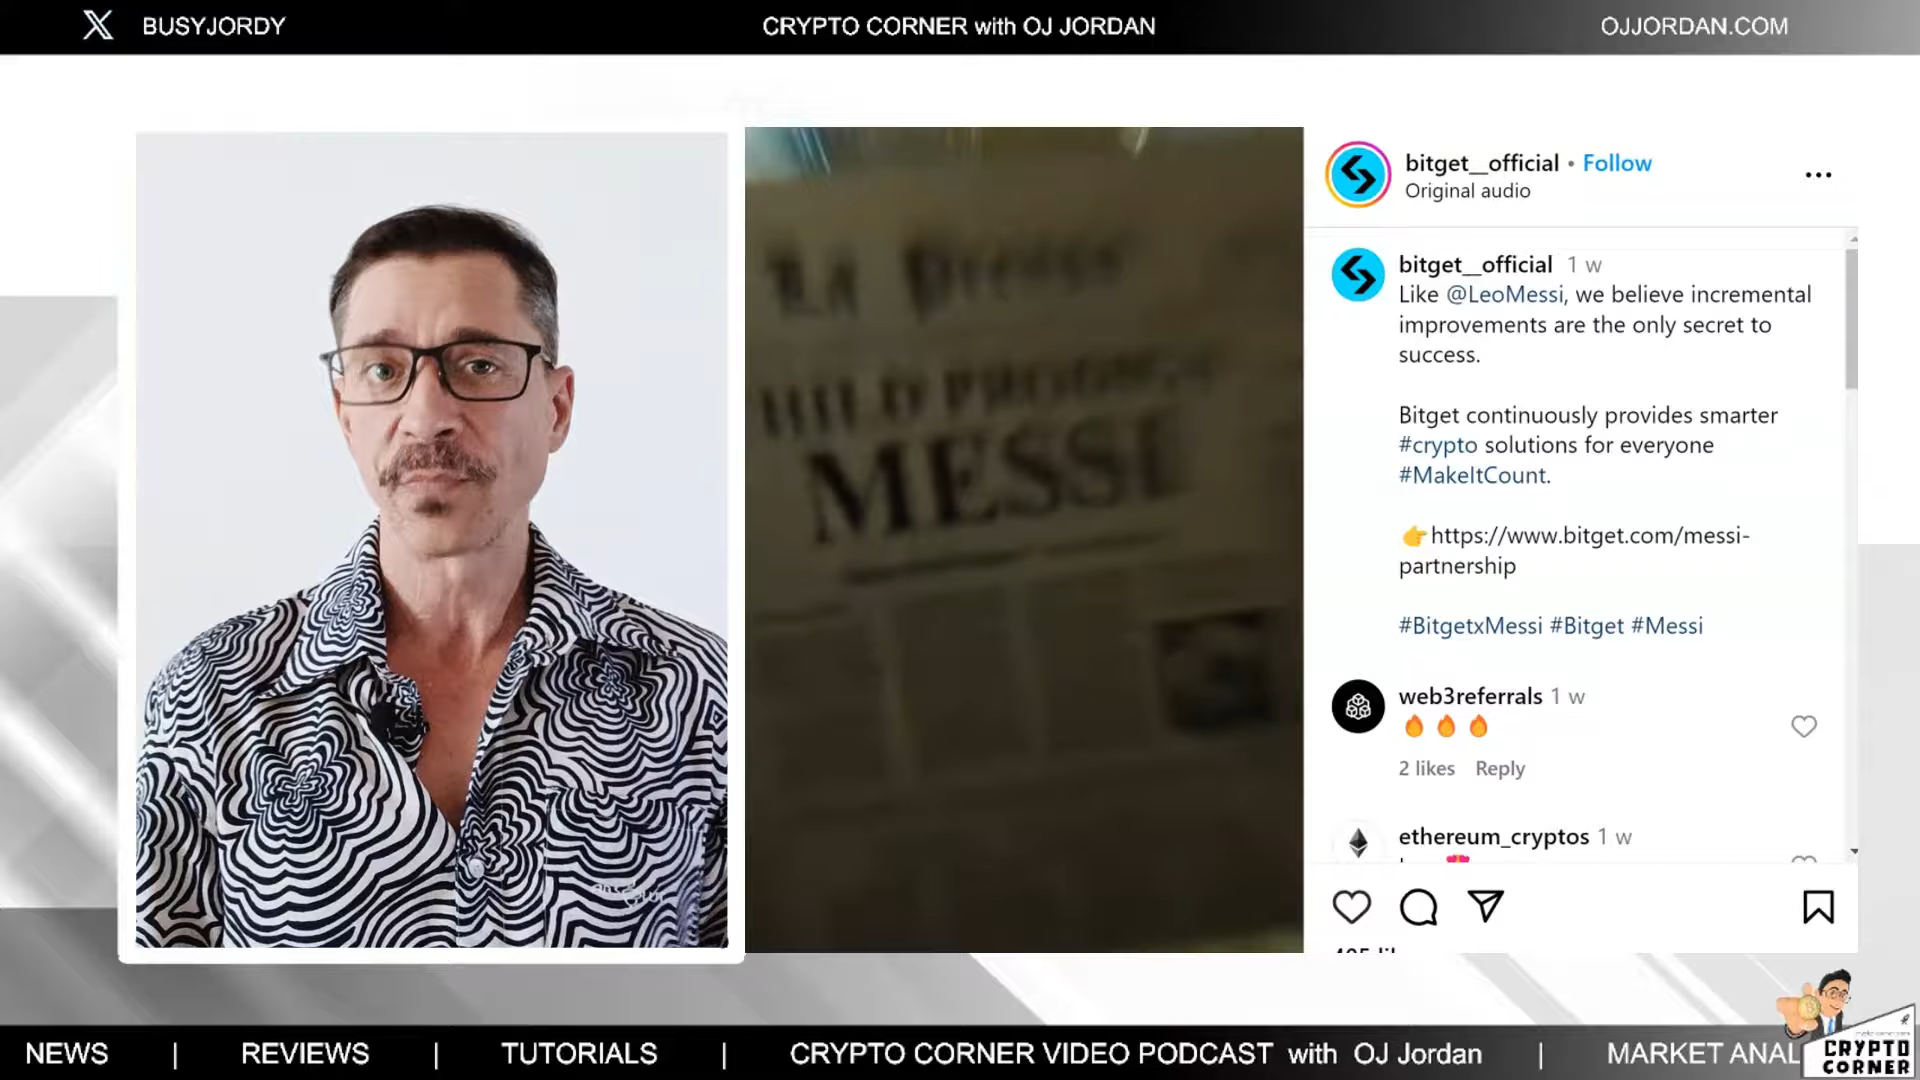 BUSYJORDY
CRYPTO CORNER with OJ JORDAN
OJJORDAN.COM
MESSI
bitget__official • Follow
Original audio
bitget__official 1 w
Like @LeoMessi, we believe incremental
improvements are the only secret to
success.
Bitget continuously provides smarter
#crypto solutions for everyone
#MakeItCount.
👉https://www.bitget.com/messi-
partnership
#BitgetxMessi #Bitget #Messi
web3referrals 1 w
🔥 🔥 🔥
2 likes Reply
ethereum_cryptos 1 w
NEWS | REVIEWS | TUTORIALS | CRYPTO CORNER VIDEO PODCAST with OJ Jordan | MARKET ANAL
CRYPTO
CORNER